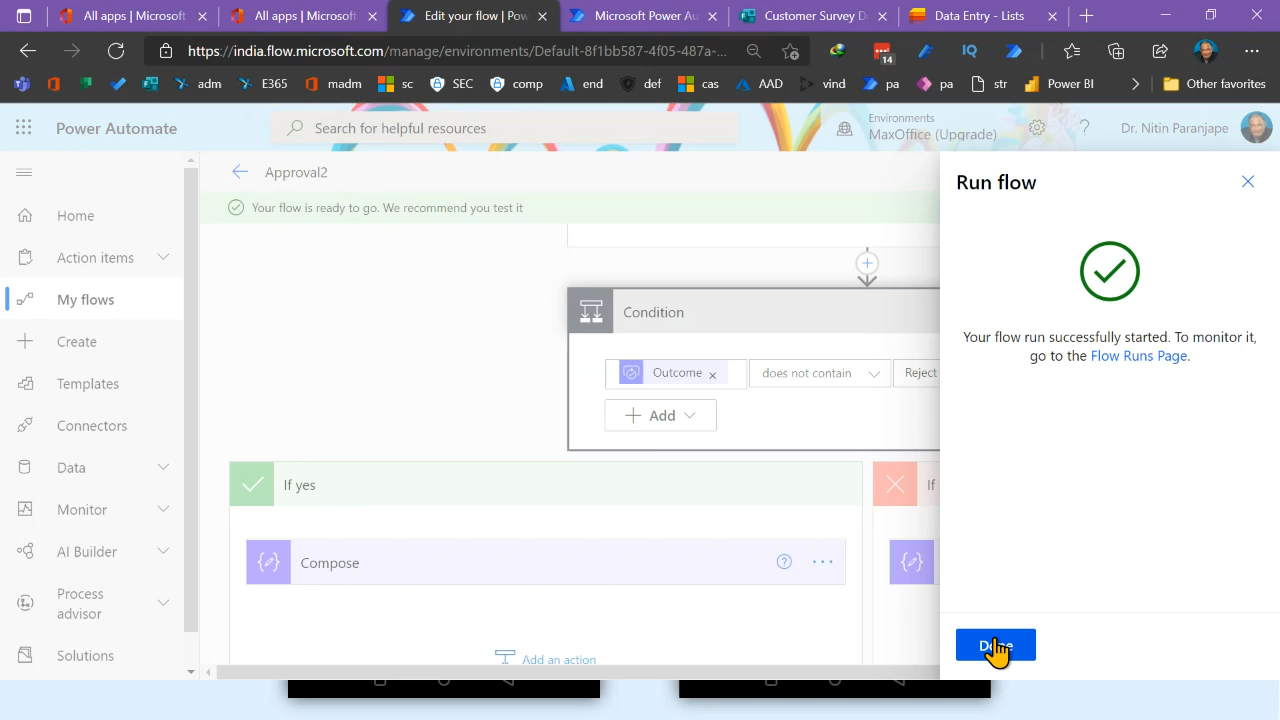 All apps | Microsoft
All apps | Microsoft
Edit your flow | Pow
Microsoft Power Au
Customer Survey D
Data Entry - Lists
https://india.flow.microsoft.com/manage/environments/Default-8f1bb587-4f05-487a-...
14
IQ
adm
E365
madm
sc
SEC
comp
end
def
cas
AAD
vind
pa
pa
str
Power BI
Other favorites
Power Automate
Search for helpful resources
Environments
MaxOffice (Upgrade)
Dr. Nitin Paranjape
Home
Action items
My flows
Create
Templates
Connectors
Data
Monitor
AI Builder
Process
advisor
Solutions
Approval2
Your flow is ready to go. We recommend you test it
Condition
Outcome
does not contain
Reject
Add
If yes
If
Compose
Add an action
Run flow
Your flow run successfully started. To monitor it,
go to the Flow Runs Page.
Done